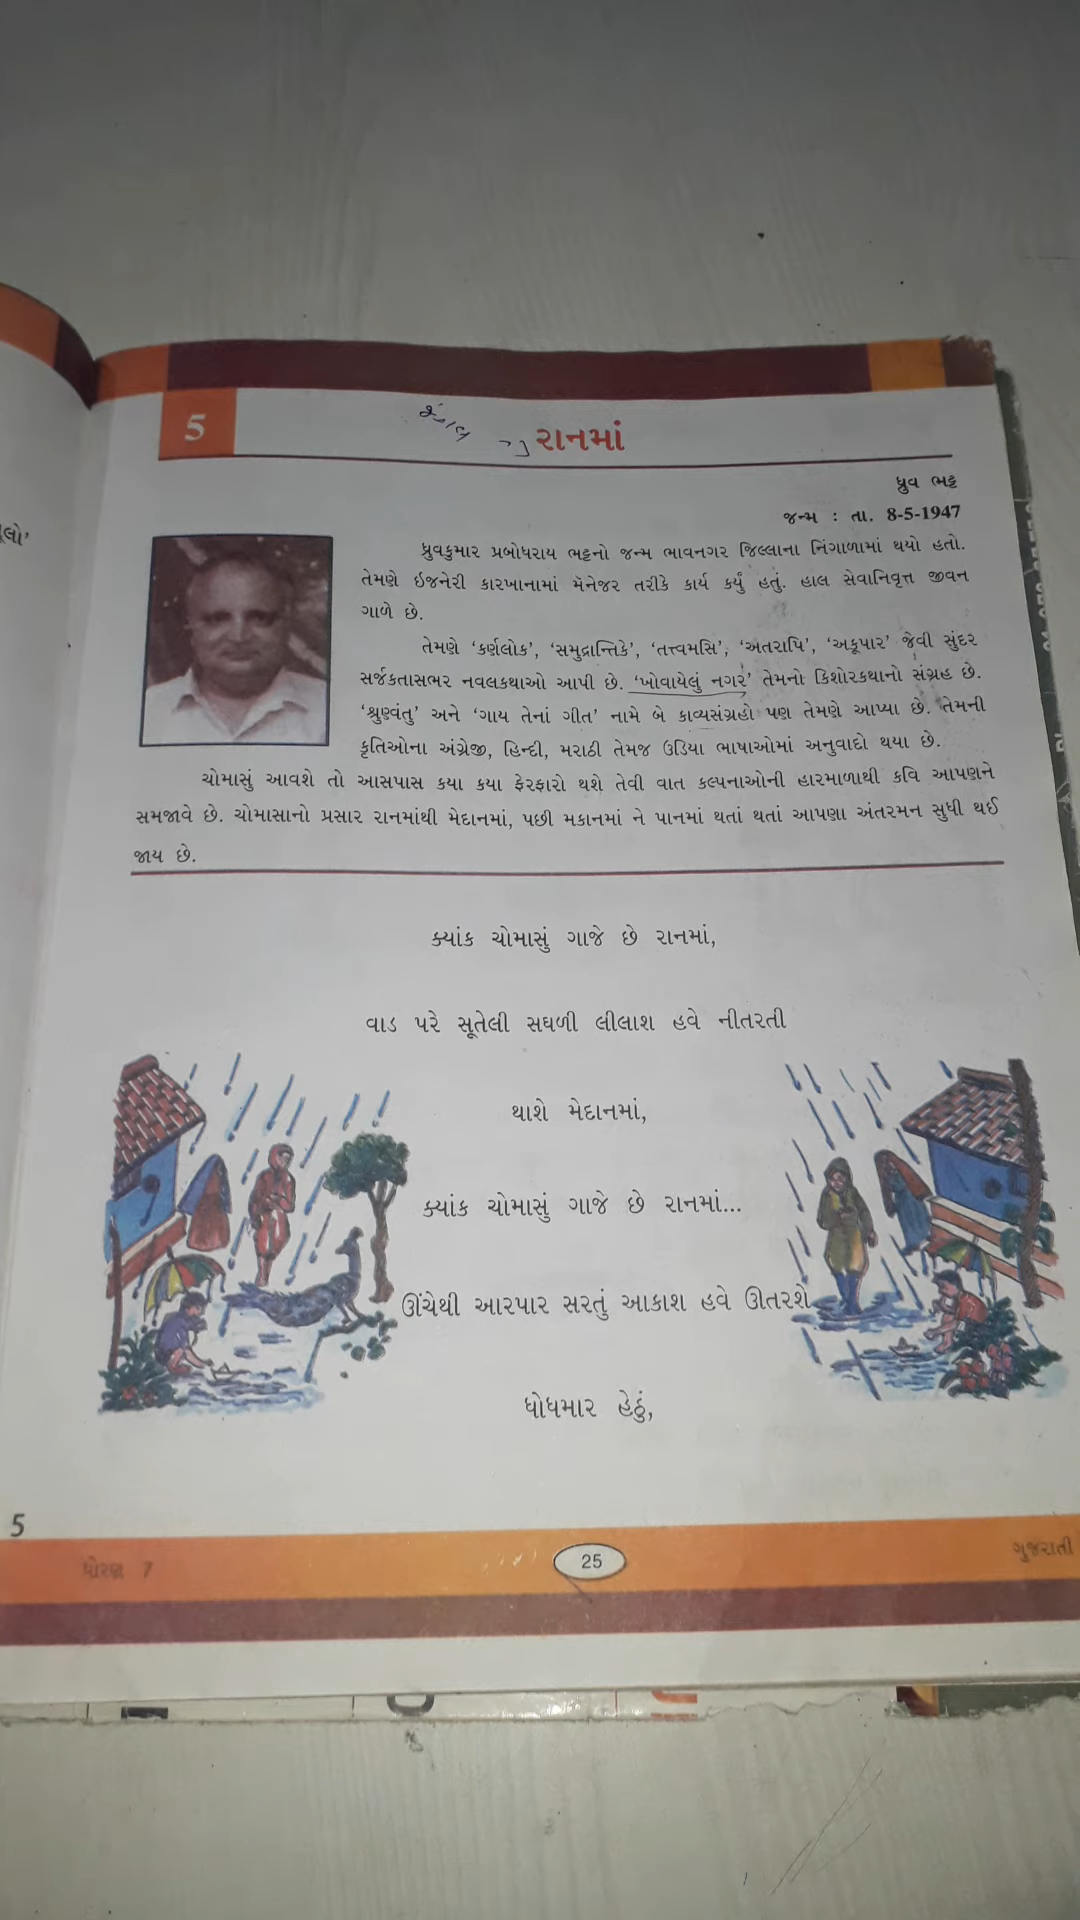 લો'
5
જંગલ
રાનમાં
ધ્રુવ ભટ્ટ
જન્મ : તા. 8-5-1947
ધ્રુવકુમાર પ્રબોધરાય ભટ્ટનો જન્મ ભાવનગર જિલ્લાના નિંગાળામાં થયો હતો.
તેમણે ઇજનેરી કારખાનામાં મૅનેજર તરીકે કાર્ય કર્યું હતું. હાલ સેવાનિવૃત્ત જીવન
ગાળે છે.
તેમણે 'કર્ણલોક', 'સમુદ્રાન્તિકે', 'તત્ત્વમસિ', 'અતરાપિ', 'અકૂપાર' જેવી સુંદર
સર્જકતાસભર નવલકથાઓ આપી છે. 'ખોવાયેલું નગર' તેમનો કિશોરકથાનો સંગ્રહ છે.
'શ્રુણ્વંતુ' અને 'ગાય તેનાં ગીત' નામે બે કાવ્યસંગ્રહો પણ તેમણે આપ્યા છે. તેમની
કૃતિઓના અંગ્રેજી, હિન્દી, મરાઠી તેમજ ઉડિયા ભાષાઓમાં અનુવાદો થયા છે.
ચોમાસું આવશે તો આસપાસ કયા કયા ફેરફારો થશે તેવી વાત કલ્પનાઓની હારમાળાથી કવિ આપણને
સમજાવે છે. ચોમાસાનો પ્રસાર રાનમાંથી મેદાનમાં, પછી મકાનમાં ને પાનમાં થતાં થતાં આપણા અંતરમન સુધી થઈ
જાય છે.
ક્યાંક ચોમાસું ગાજે છે રાનમાં,
વાડ પરે સૂતેલી સઘળી લીલાશ હવે નીતરતી
થાશે મેદાનમાં,
ક્યાંક ચોમાસું ગાજે છે રાનમાં...
ઊંચેથી આરપાર સરતું આકાશ હવે ઊતરશે
ધોધમાર હેઠું,
5
ધોરણ 7
25
ગુજરાતી